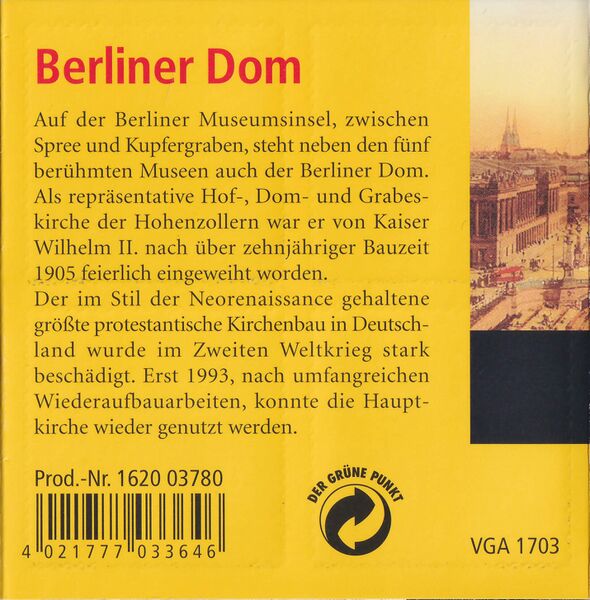 Berliner Dom
Auf der Berliner Museumsinsel, zwischen
Spree und Kupfergraben, steht neben den fünf
berühmten Museen auch der Berliner Dom.
Als repräsentative Hof-, Dom- und Grabes-
kirche der Hohenzollern war er von Kaiser
Wilhelm II. nach über zehnjähriger Bauzeit
1905 feierlich eingeweiht worden.
Der im Stil der Neorenaissance gehaltene
größte protestantische Kirchenbau in Deutsch-
land wurde im Zweiten Weltkrieg stark
beschädigt. Erst 1993, nach umfangreichen
Wiederaufbauarbeiten, konnte die Haupt-
kirche wieder genutzt werden.
Prod.-Nr. 1620 03780
4 021777 033646
DER GRÜNE PUNKT
VGA 1703